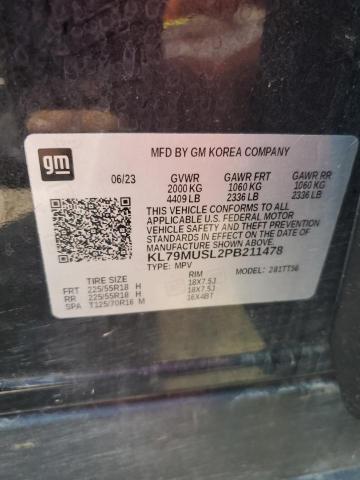 gm
MFD BY GM KOREA COMPANY
06/23 GVWR GAWR FRT GAWR RR
2000 KG 1060 KG 1060 KG
4409 LB 2336 LB 2336 LB
THIS VEHICLE CONFORMS TO ALL
APPLICABLE U.S. FEDERAL MOTOR
VEHICLE SAFETY AND THEFT PREVENTION
STANDARDS IN EFFECT ON THE DATE
OF MANUFACTURE SHOWN ABOVE.
KL79MUSL2PB211478
TYPE: MPV
TIRE SIZE RIM 281TT56
FRT 225/55R18 H 18X7.5J
RR 225/55R18 H 18X7.5J
SPA T125/70R16 M 16X4BT